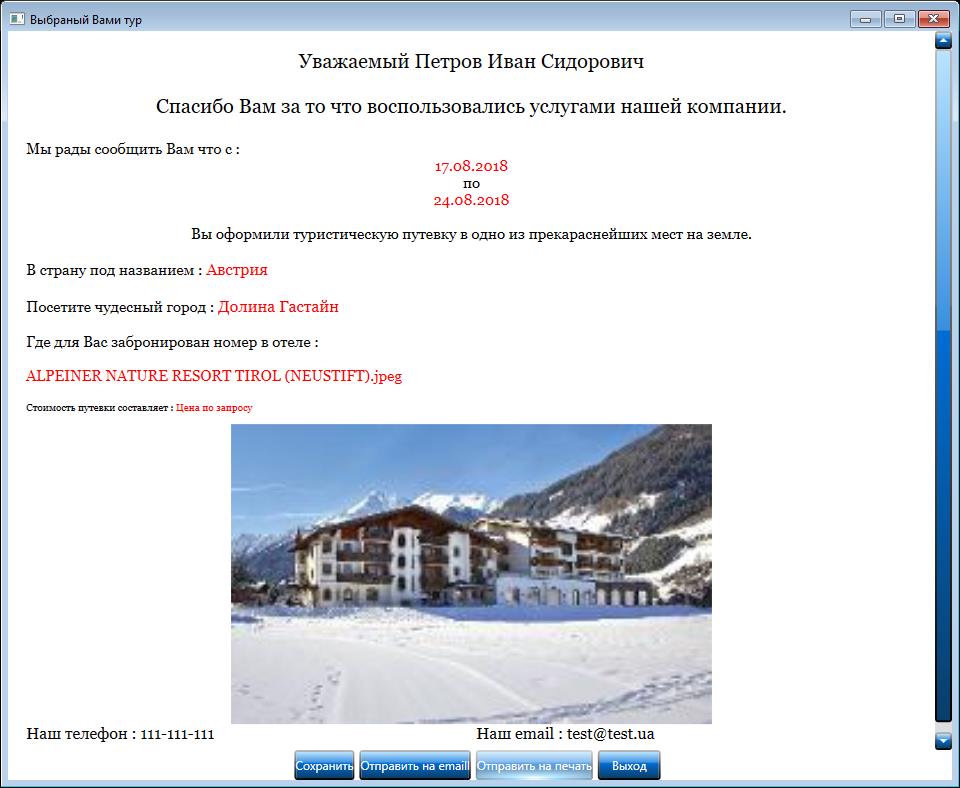 Выбраный Вами тур
Уважаемый Петров Иван Сидорович
Спасибо Вам за то что воспользовались услугами нашей компании.
Мы рады сообщить Вам что с :
17.08.2018
по
24.08.2018
Вы оформили туристическую путевку в одно из прекараснейших мест на земле.
В страну под названием : Австрия
Посетите чудесный город : Долина Гастайн
Где для Вас забронирован номер в отеле :
ALPEINER NATURE RESORT TIROL (NEUSTIFT).jpeg
Стоимость путевки составляет : Цена по запросу
Наш телефон : 111-111-111 Наш email : test@test.ua
Сохранить Отправить на email Отправить на печать Выход